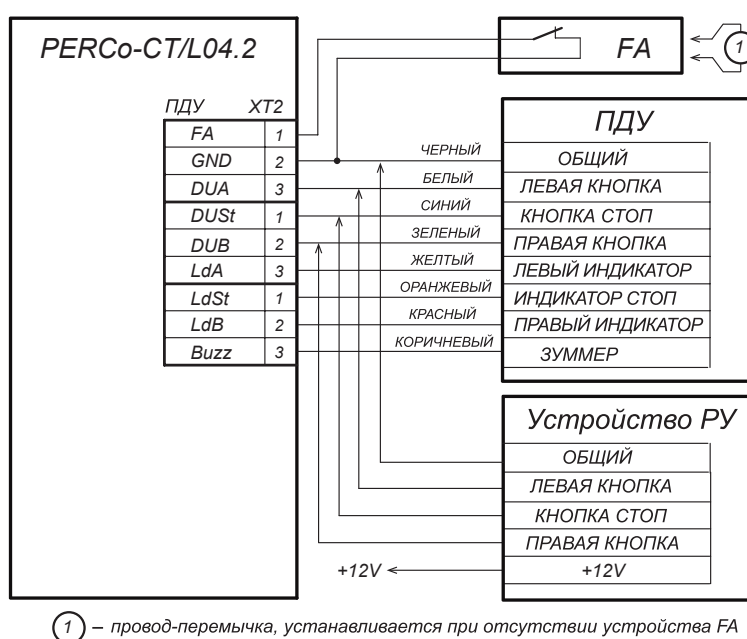 PERCo-CT/L04.2
FA
1
ПДУ XT2
FA 1
GND 2
DUA 3
DUSt 1
DUB 2
LdA 3
LdSt 1
LdB 2
Buzz 3
ЧЕРНЫЙ
БЕЛЫЙ
СИНИЙ
ЗЕЛЕНЫЙ
ЖЕЛТЫЙ
ОРАНЖЕВЫЙ
КРАСНЫЙ
КОРИЧНЕВЫЙ
ПДУ
ОБЩИЙ
ЛЕВАЯ КНОПКА
КНОПКА СТОП
ПРАВАЯ КНОПКА
ЛЕВЫЙ ИНДИКАТОР
ИНДИКАТОР СТОП
ПРАВЫЙ ИНДИКАТОР
ЗУММЕР
Устройство РУ
ОБЩИЙ
ЛЕВАЯ КНОПКА
КНОПКА СТОП
ПРАВАЯ КНОПКА
+12V
+12V
1 – провод-перемычка, устанавливается при отсутствии устройства FA